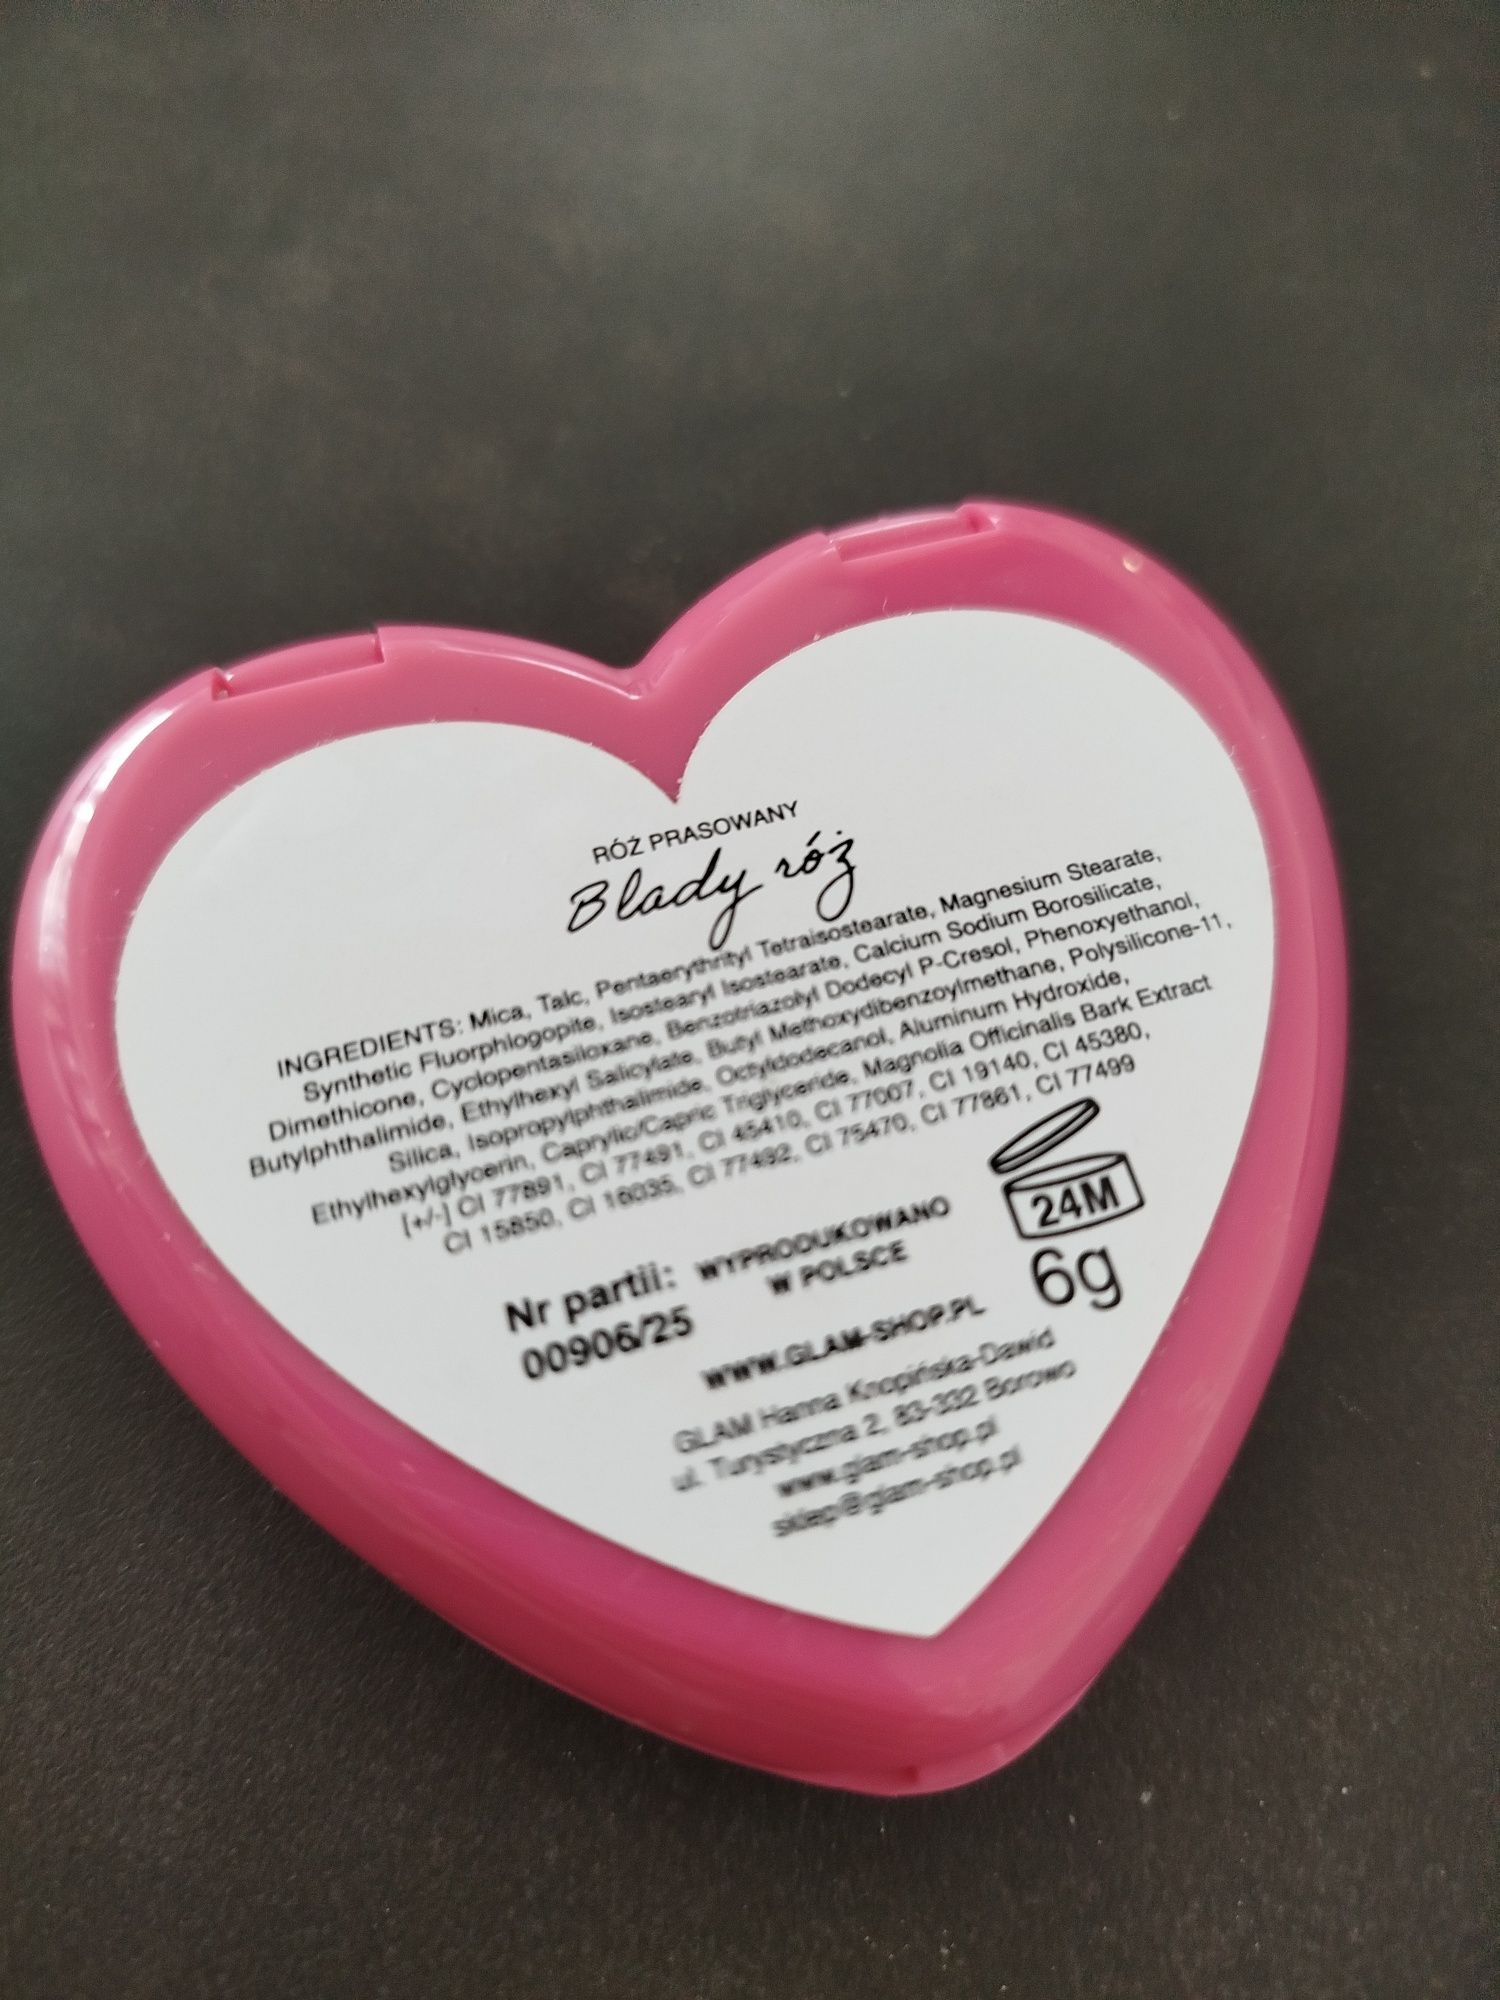 RÓŻ PRASOWANY
Blady róż
INGREDIENTS: Mica, Talc, Pentaerythrityl Tetraisostearate, Magnesium Stearate,
Synthetic Fluorphlogopite, Isostearyl Isostearate, Calcium Sodium Borosilicate,
Dimethicone, Cyclopentasiloxane, Benzotriazolyl Dodecyl P-Cresol, Phenoxyethanol,
Butylphthalimide, Ethylhexyl Salicylate, Butyl Methoxydibenzoylmethane, Polysilicone-11,
Silica, Isopropylphthalimide, Octyldodecanol, Aluminum Hydroxide,
Ethylhexylglycerin, Caprylic/Capric Triglyceride, Magnolia Officinalis Bark Extract
[+/-] CI 77891, CI 77491, CI 45410, CI 77007, CI 19140, CI 45380,
CI 15850, CI 16035, CI 77492, CI 75470, CI 77861, CI 77499
24M
6g
Nr partii:
00906/25
WYPRODUKOWANO
W POLSCE
WWW.GLAM-SHOP.PL
GLAM Hanna Knopińska-Dawid
ul. Turystyczna 2, 83-332 Borowo
www.glam-shop.pl
sklep@glam-shop.pl